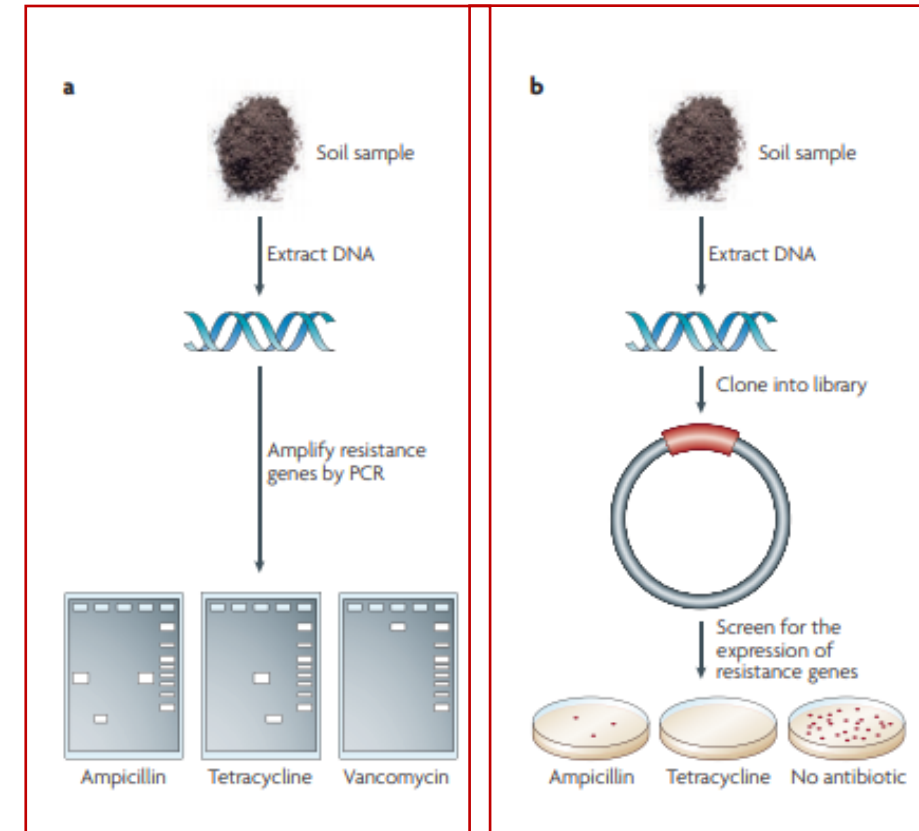 a
Soil sample
Extract DNA
Amplify resistance
genes by PCR
Ampicillin
Tetracycline
Vancomycin
b
Soil sample
Extract DNA
Clone into library
Screen for the
expression of
resistance genes
Ampicillin
Tetracycline
No antibiotic